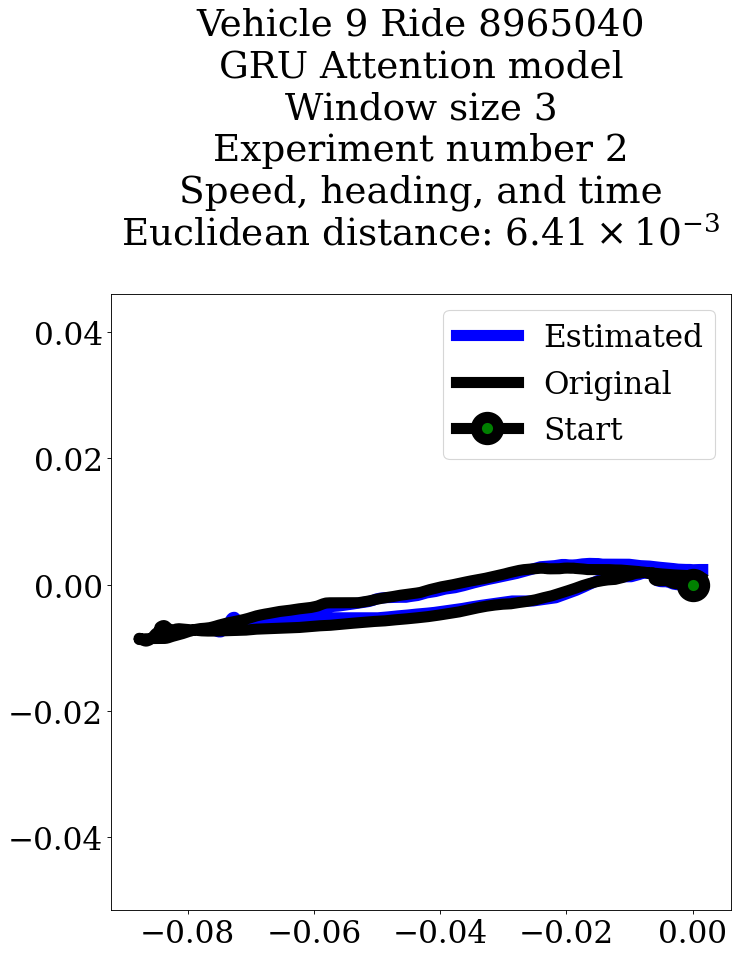 Vehicle 9 Ride 8965040
GRU Attention model
Window size 3
Experiment number 2
Speed, heading, and time
Euclidean distance: 6.41 × 10⁻³
Estimated
Original
Start
0.04
0.02
0.00
−0.02
−0.04
−0.08 −0.06 −0.04 −0.02 0.00